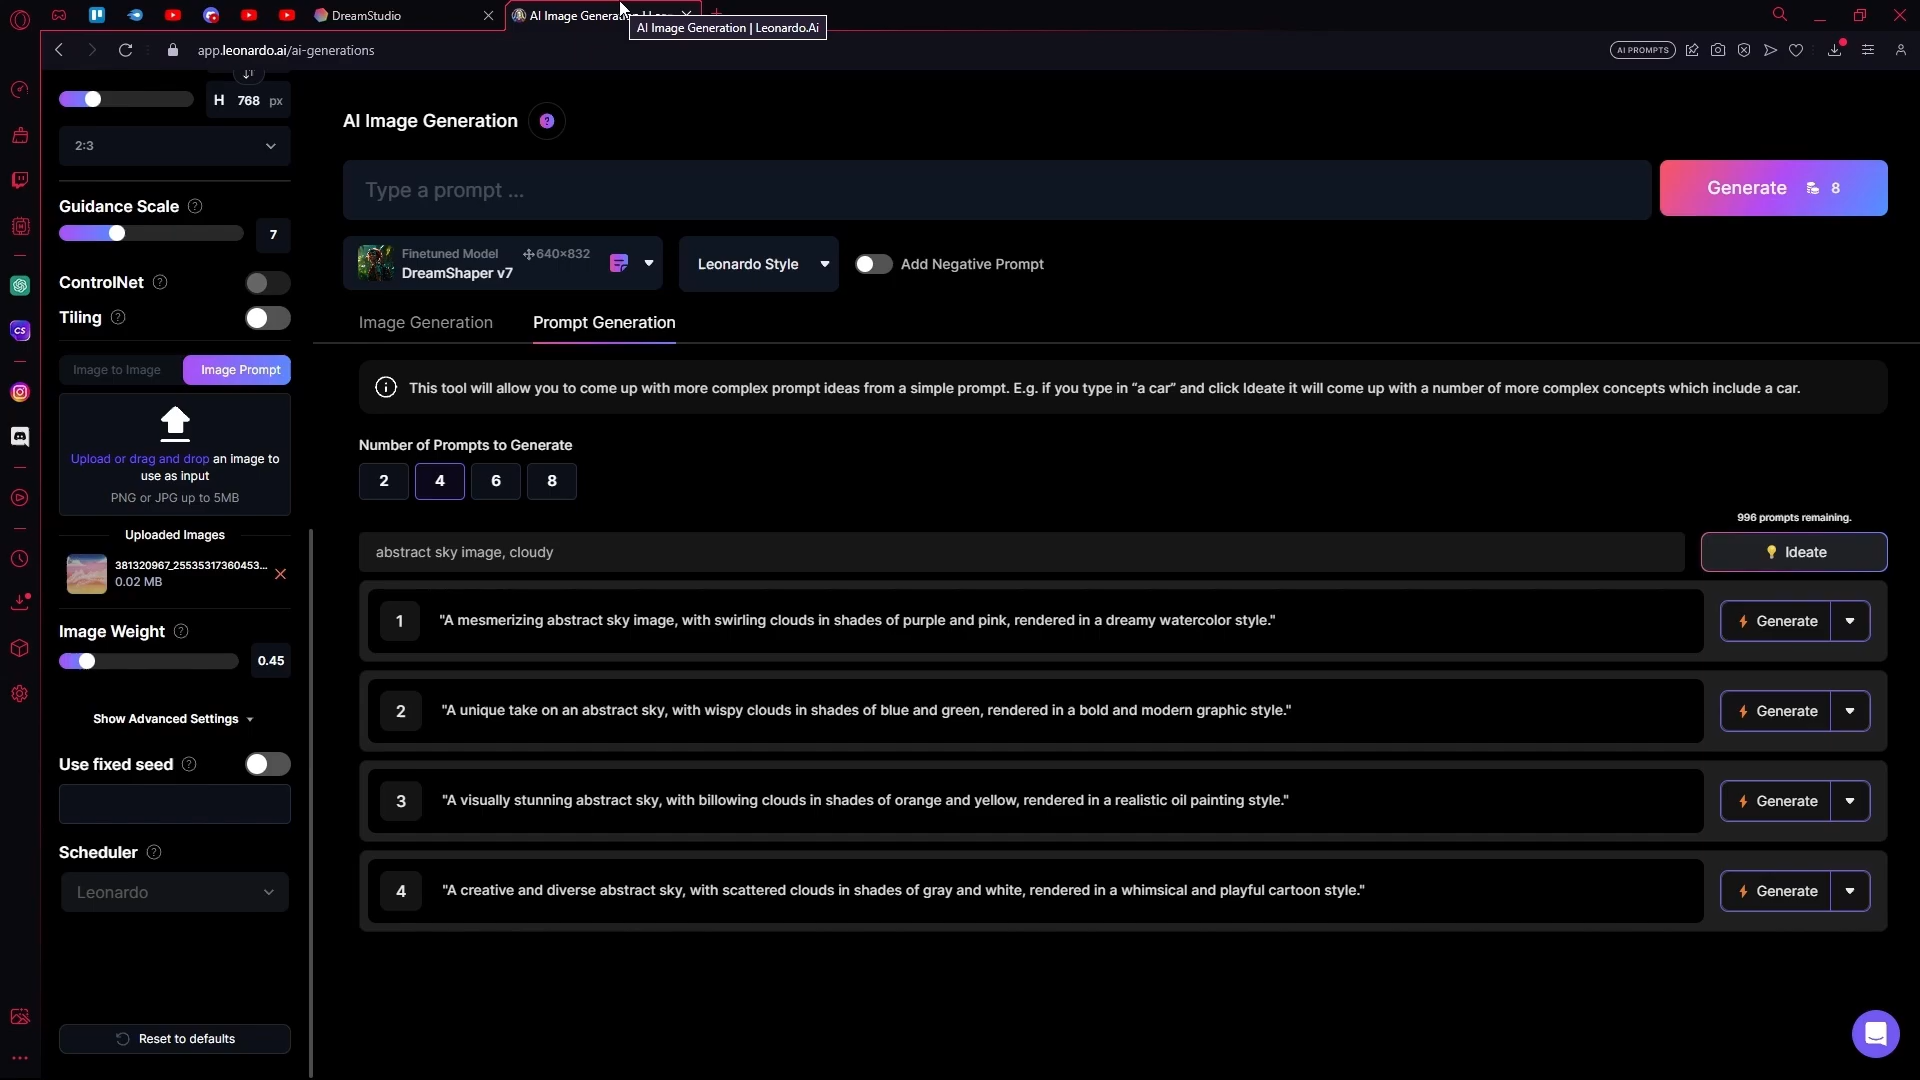 DreamStudio
AI Image Generati
AI Image Generation | Leonardo.Ai
app.leonardo.ai/ai-generations
AI PROMPTS
H 768 px
2:3
Guidance Scale
7
ControlNet
Tiling
Image to Image
Image Prompt
Upload or drag and drop an image to
use as input
PNG or JPG up to 5MB
Uploaded Images
381320967_25535317360453...
0.02 MB
Image Weight
0.45
Show Advanced Settings
Use fixed seed
Scheduler
Leonardo
Reset to defaults
AI Image Generation
Type a prompt ...
Generate 8
Finetuned Model 640×832
DreamShaper v7
Leonardo Style
Add Negative Prompt
Image Generation
Prompt Generation
This tool will allow you to come up with more complex prompt ideas from a simple prompt. E.g. if you type in “a car” and click Ideate it will come up with a number of more complex concepts which include a car.
Number of Prompts to Generate
2 4 6 8
996 prompts remaining.
abstract sky image, cloudy
Ideate
1 "A mesmerizing abstract sky image, with swirling clouds in shades of purple and pink, rendered in a dreamy watercolor style." Generate
2 "A unique take on an abstract sky, with wispy clouds in shades of blue and green, rendered in a bold and modern graphic style." Generate
3 "A visually stunning abstract sky, with billowing clouds in shades of orange and yellow, rendered in a realistic oil painting style." Generate
4 "A creative and diverse abstract sky, with scattered clouds in shades of gray and white, rendered in a whimsical and playful cartoon style." Generate
CS